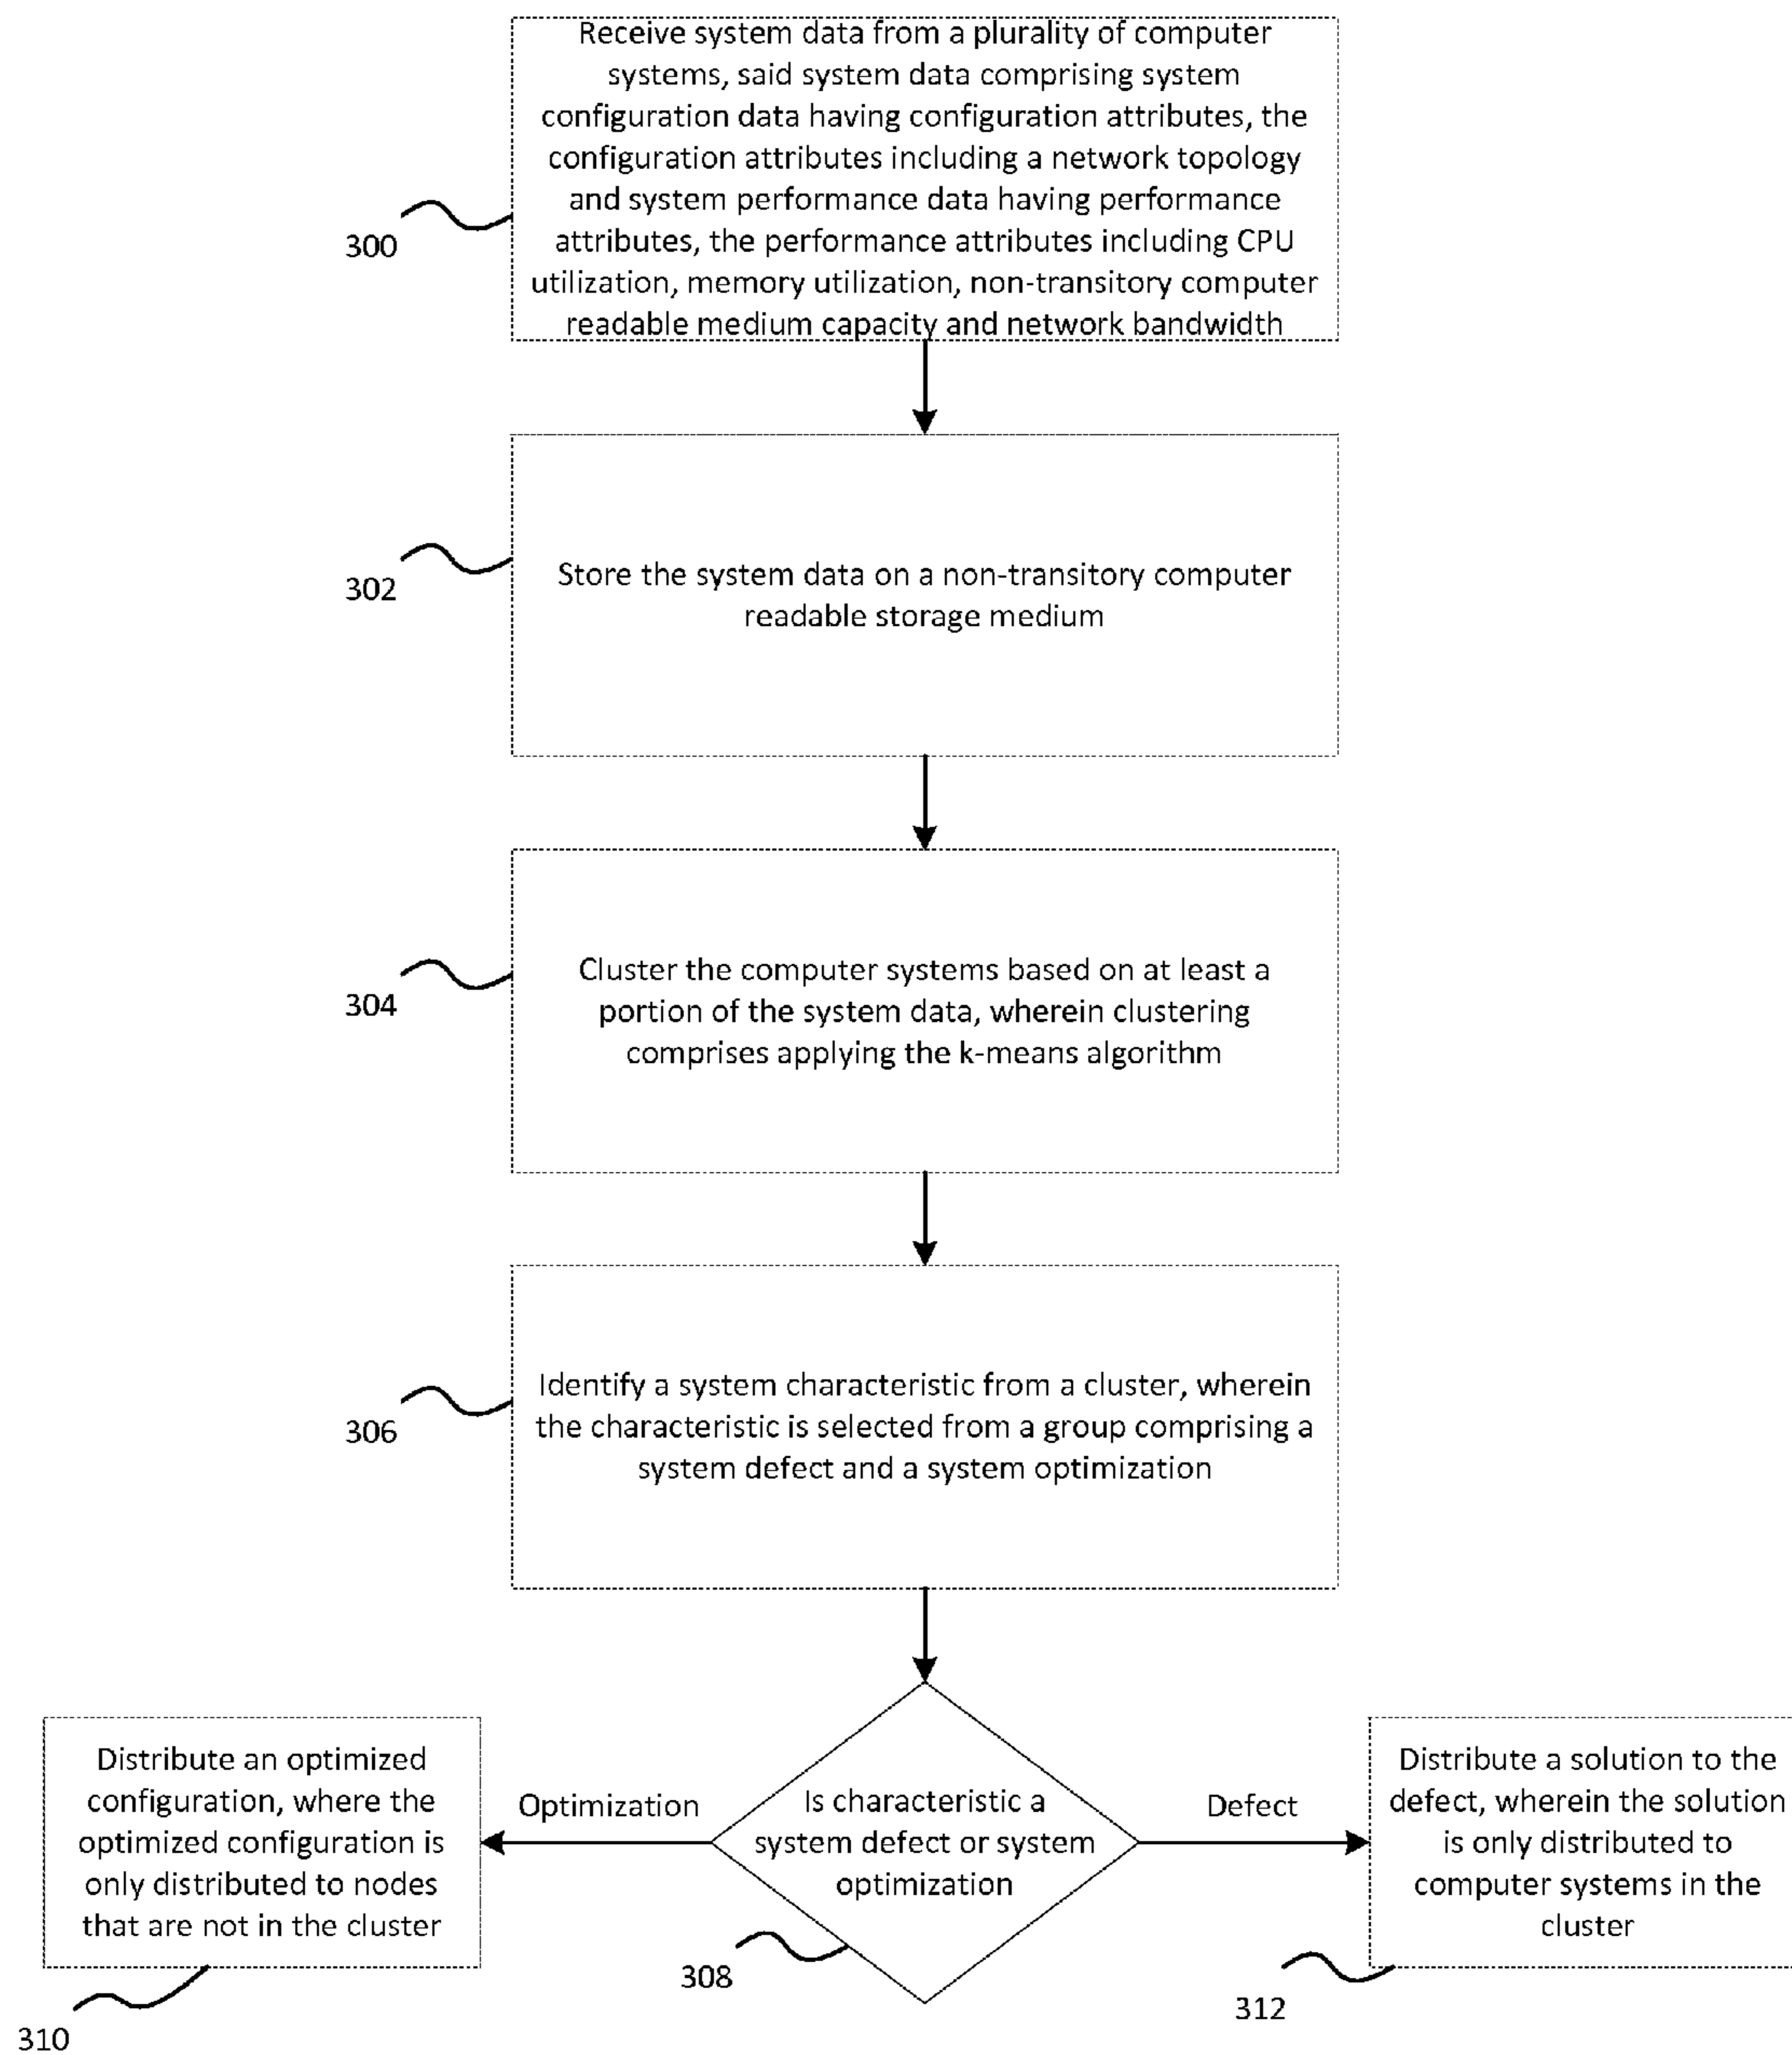 Receive system data from a plurality of computer
systems, said system data comprising system
configuration data having configuration attributes, the
configuration attributes including a network topology
and system performance data having performance
attributes, the performance attributes including CPU
utilization, memory utilization, non-transitory computer
readable medium capacity and network bandwidth
300
Store the system data on a non-transitory computer
readable storage medium
302
Cluster the computer systems based on at least a
portion of the system data, wherein clustering
comprises applying the k-means algorithm
304
Identify a system characteristic from a cluster, wherein
the characteristic is selected from a group comprising a
system defect and a system optimization
306
Distribute an optimized
configuration, where the
optimized configuration is
only distributed to nodes
that are not in the cluster
310
Optimization
Is characteristic a
system defect or system
optimization
308
Defect
Distribute a solution to the
defect, wherein the solution
is only distributed to
computer systems in the
cluster
312